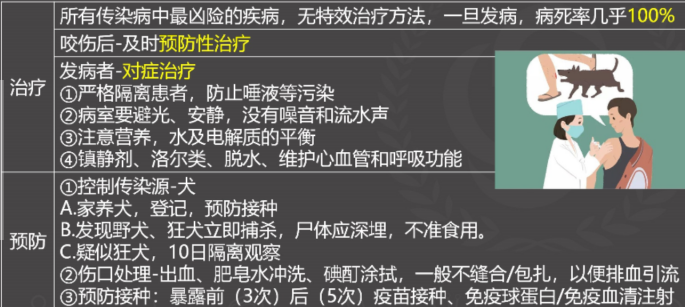 所有传染病中最凶险的疾病，无特效治疗方法，一旦发病，病死率几乎100%
咬伤后-及时预防性治疗
治疗
发病者-对症治疗
①严格隔离患者，防止唾液等污染
②病室要避光、安静，没有噪音和流水声
③注意营养，水及电解质的平衡
④镇静剂、洛尔类、脱水、维护心血管和呼吸功能
预防
①控制传染源-犬
A.家养犬，登记，预防接种
B.发现野犬、狂犬立即捕杀，尸体应深埋，不准食用。
C.疑似狂犬，10日隔离观察
②伤口处理-出血、肥皂水冲洗、碘酊涂拭，一般不缝合/包扎，以便排血引流
③预防接种：暴露前（3次）后（5次）疫苗接种、免疫球蛋白/免疫血清注射